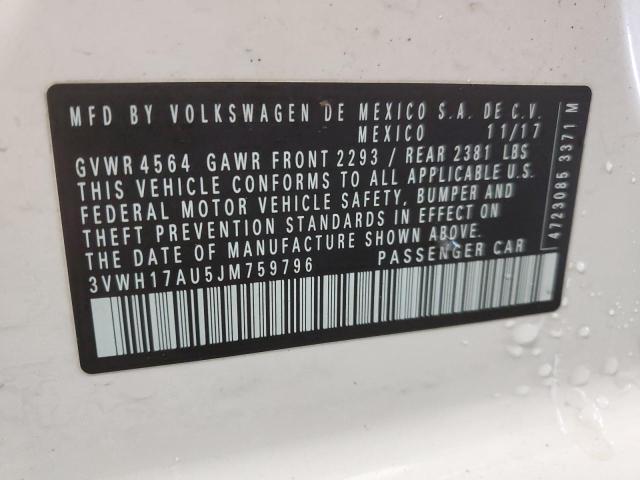 MFD BY VOLKSWAGEN DE MEXICO S.A. DE C.V.
MEXICO 11/17
GVWR 4564 GAWR FRONT 2293 / REAR 2381 LBS
THIS VEHICLE CONFORMS TO ALL APPLICABLE U.S.
FEDERAL MOTOR VEHICLE SAFETY, BUMPER AND
THEFT PREVENTION STANDARDS IN EFFECT ON
THE DATE OF MANUFACTURE SHOWN ABOVE.
3VWH17AU5JM759796 PASSENGER CAR
4729085 3371 M